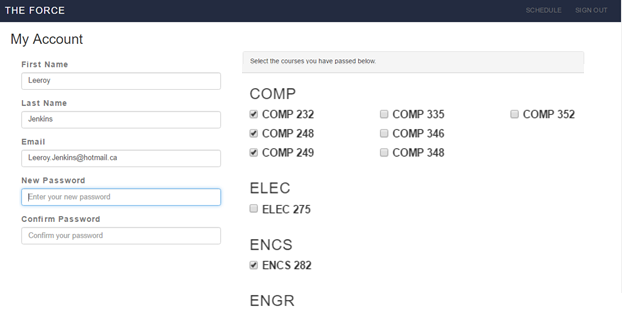 THE FORCE
SCHEDULE SIGN OUT
My Account
First Name
Leeroy
Last Name
Jenkins
Email
Leeroy.Jenkins@hotmail.ca
New Password
Enter your new password
Confirm Password
Confirm your password
Select the courses you have passed below.
COMP
COMP 232 COMP 335 COMP 352
COMP 248 COMP 346
COMP 249 COMP 348
ELEC
ELEC 275
ENCS
ENCS 282
ENGR